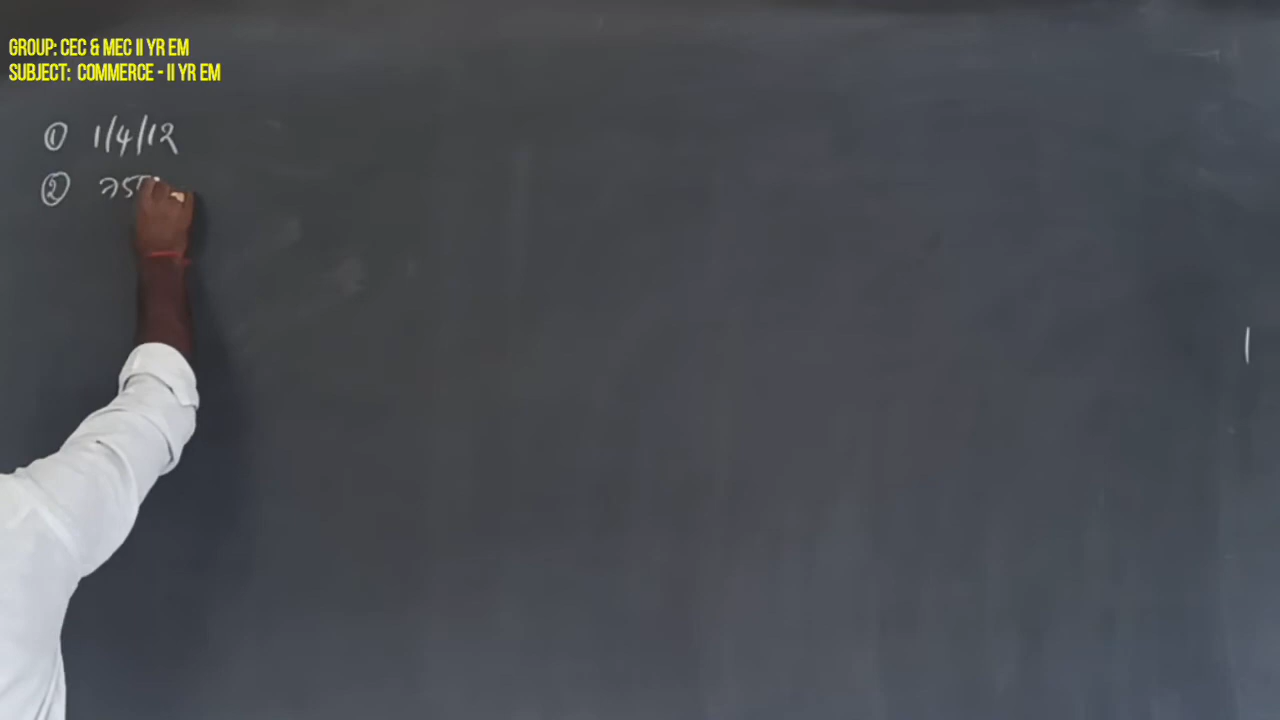 GROUP: CEC & MEC II YR EM
SUBJECT: COMMERCE - II YR EM
① 1/4/12
②